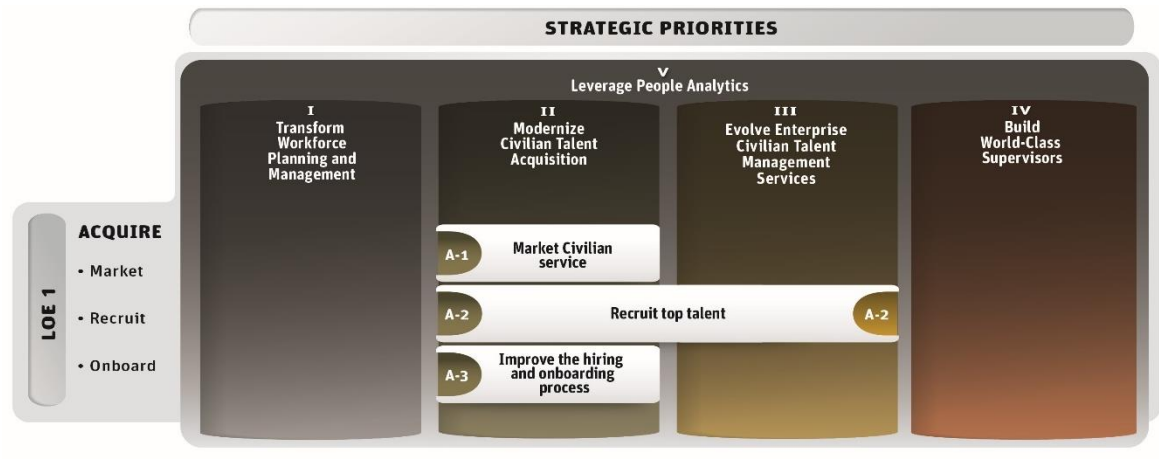 STRATEGIC PRIORITIES
V
Leverage People Analytics
I
Transform
Workforce
Planning and
Management
II
Modernize
Civilian Talent
Acquisition
III
Evolve Enterprise
Civilian Talent
Management
Services
IV
Build
World-Class
Supervisors
LOE 1
ACQUIRE
• Market
• Recruit
• Onboard
A-1
Market Civilian
service
A-2
Recruit top talent
A-2
A-3
Improve the hiring
and onboarding
process